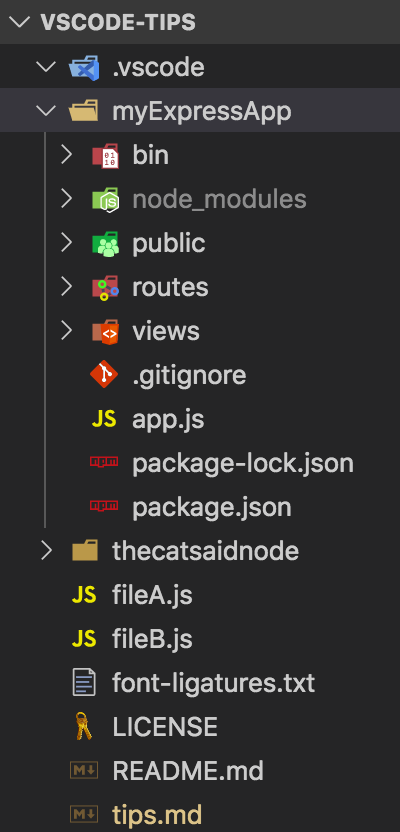 VSCODE-TIPS
.vscode
myExpressApp
bin
node_modules
public
routes
views
.gitignore
JS app.js
package-lock.json
package.json
thecatsaidnode
JS fileA.js
JS fileB.js
font-ligatures.txt
LICENSE
README.md
tips.md